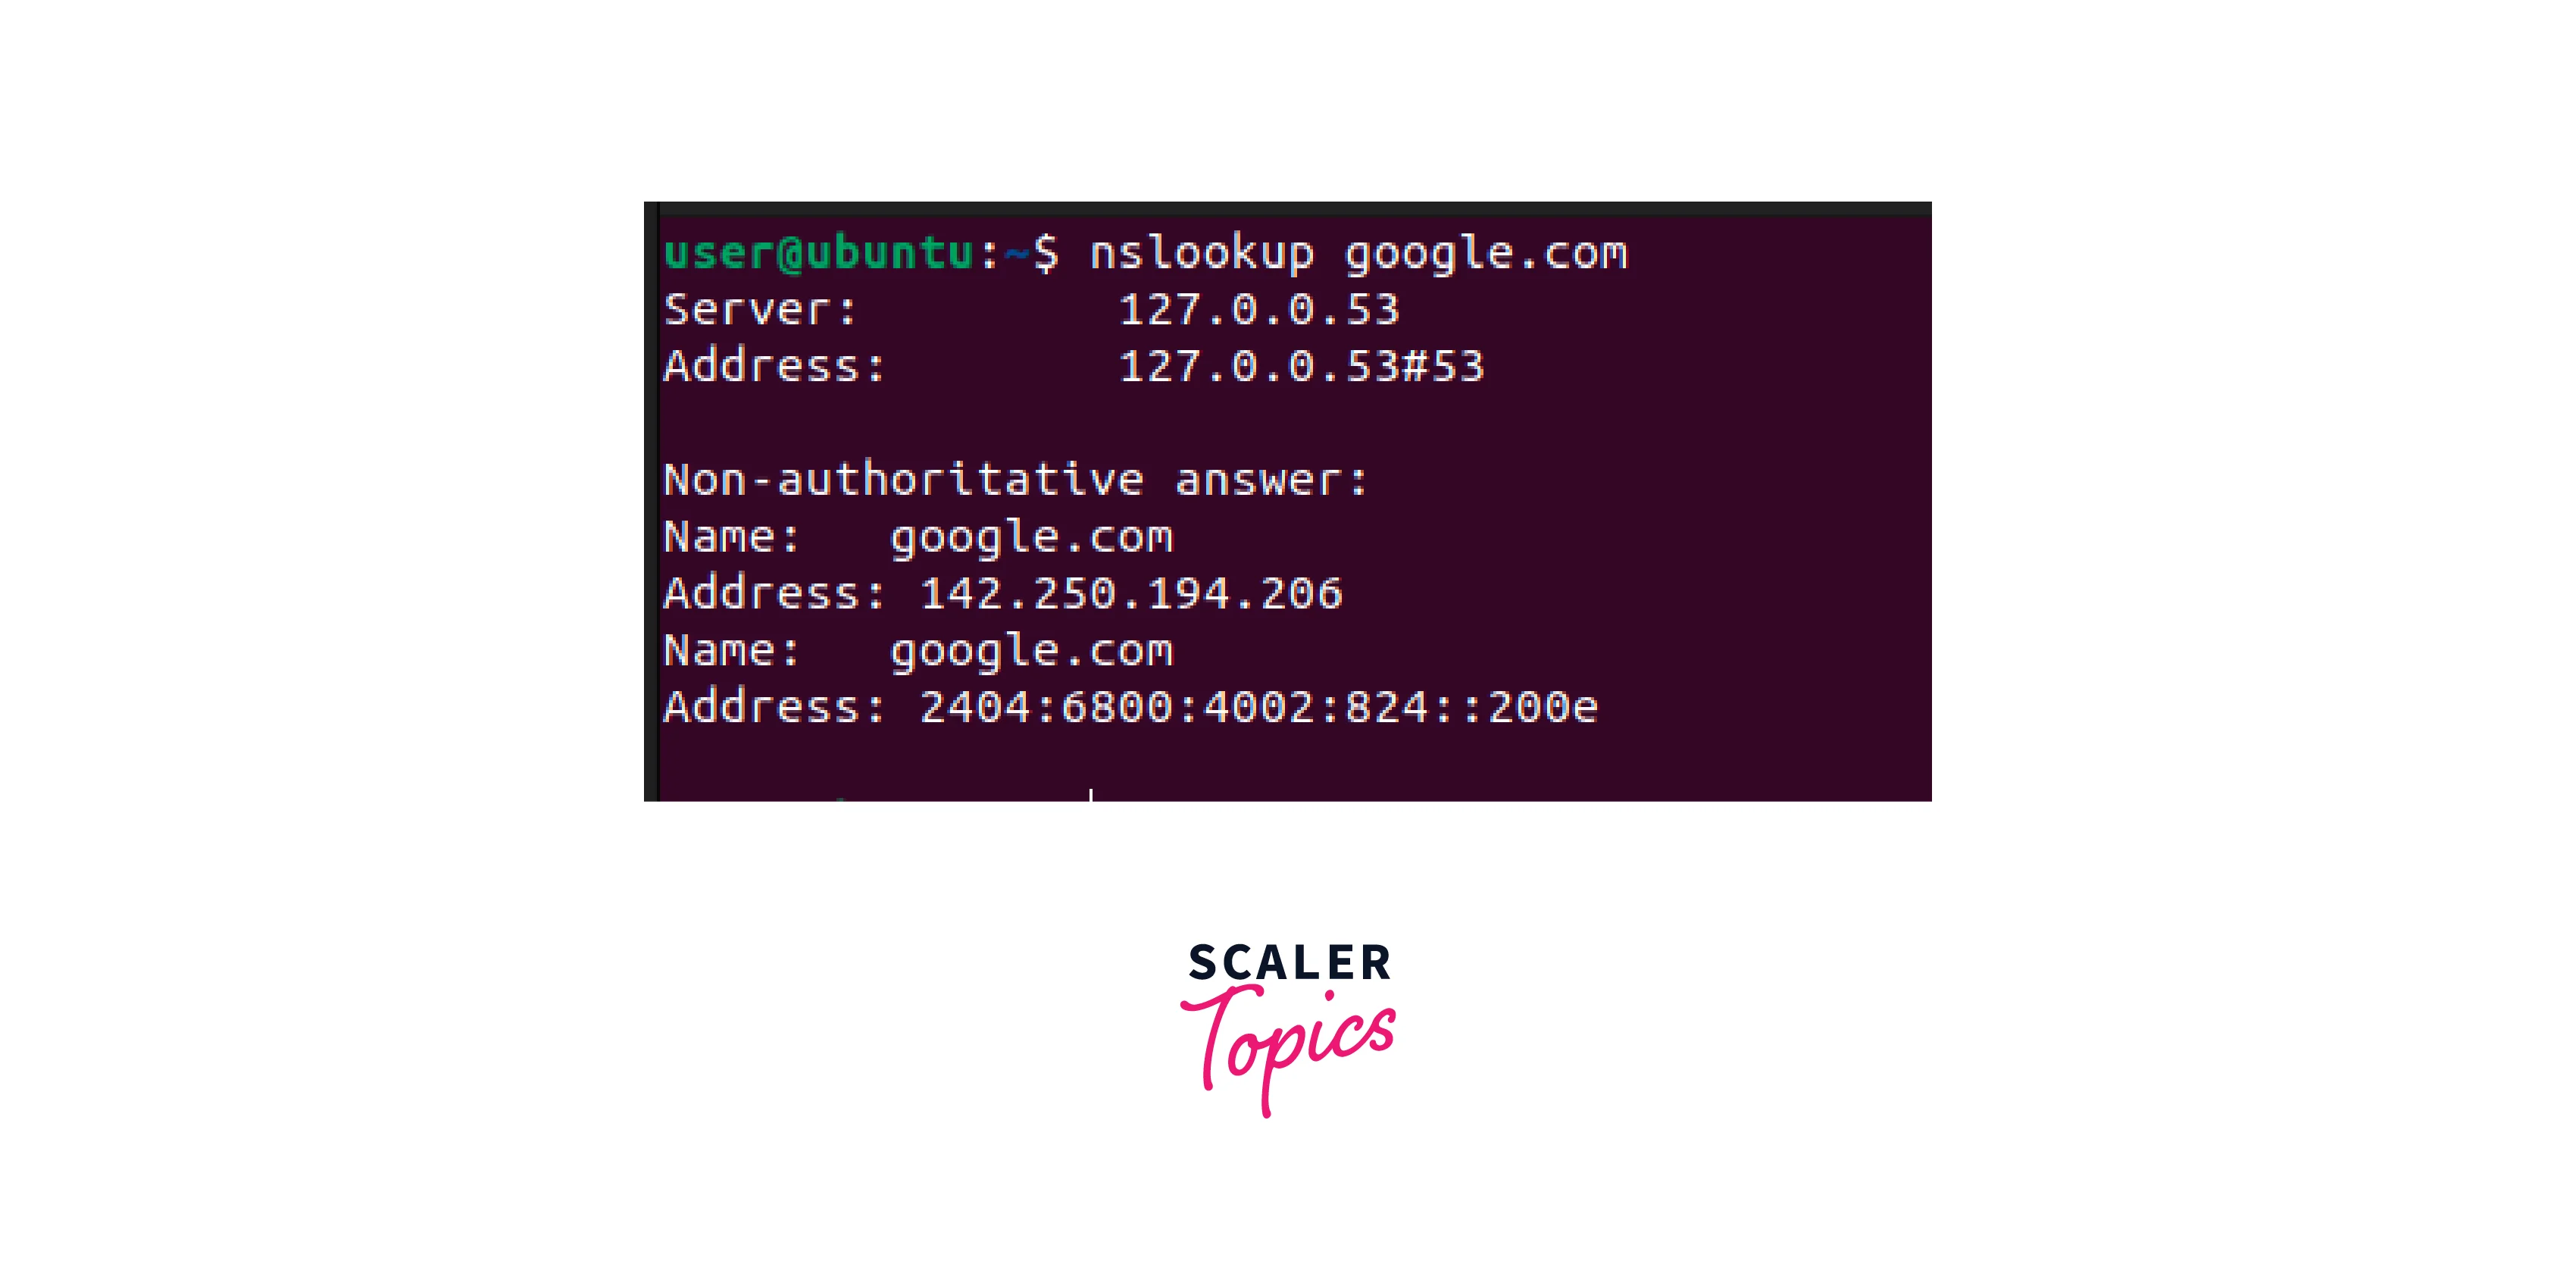 user@ubuntu:~$ nslookup google.com
Server:         127.0.0.53
Address:        127.0.0.53#53

Non-authoritative answer:
Name:   google.com
Address: 142.250.194.206
Name:   google.com
Address: 2404:6800:4002:824::200e
SCALER
Topics